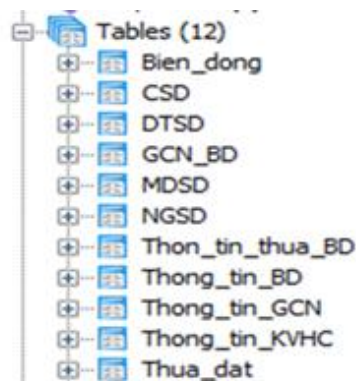 Tables (12)
Bien_dong
CSD
DTSD
GCN_BD
MDSD
NGSD
Thon_tin_thua_BD
Thong_tin_BD
Thong_tin_GCN
Thong_tin_KVHC
Thua_dat